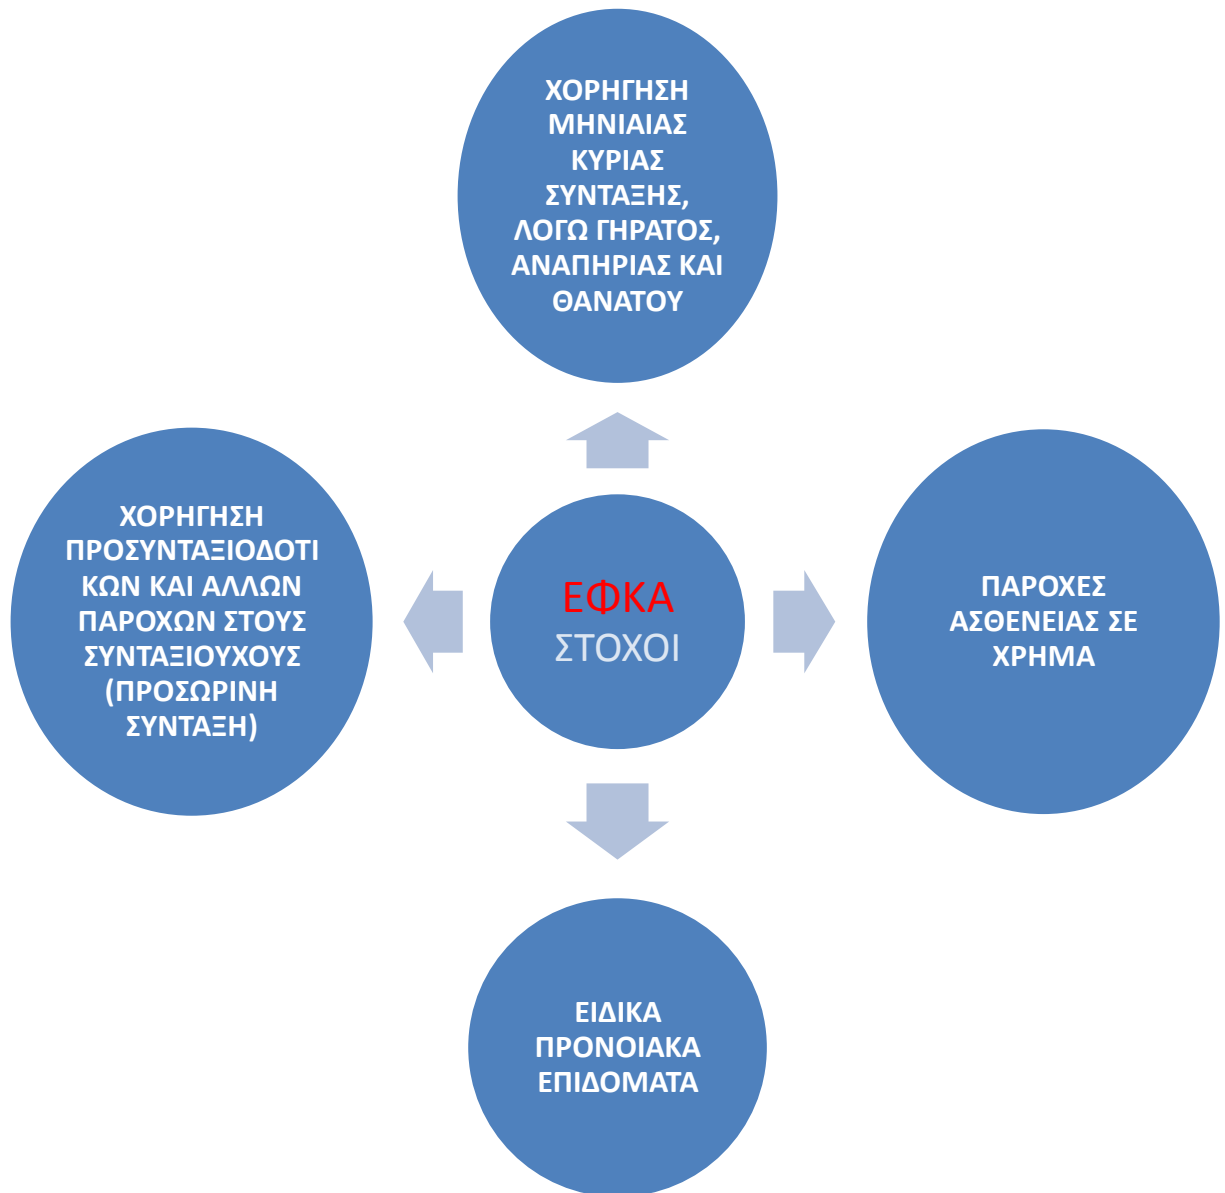 ΧΟΡΗΓΗΣΗ
ΜΗΝΙΑΙΑΣ
ΚΥΡΙΑΣ
ΣΥΝΤΑΞΗΣ,
ΛΟΓΩ ΓΗΡΑΤΟΣ,
ΑΝΑΠΗΡΙΑΣ ΚΑΙ
ΘΑΝΑΤΟΥ
ΧΟΡΗΓΗΣΗ
ΠΡΟΣΥΝΤΑΞΙΟΔΟΤΙ
ΚΩΝ ΚΑΙ ΑΛΛΩΝ
ΠΑΡΟΧΩΝ ΣΤΟΥΣ
ΣΥΝΤΑΞΙΟΥΧΟΥΣ
(ΠΡΟΣΩΡΙΝΗ
ΣΥΝΤΑΞΗ)
ΕΦΚΑ
ΣΤΟΧΟΙ
ΠΑΡΟΧΕΣ
ΑΣΘΕΝΕΙΑΣ ΣΕ
ΧΡΗΜΑ
ΕΙΔΙΚΑ
ΠΡΟΝΟΙΑΚΑ
ΕΠΙΔΟΜΑΤΑ